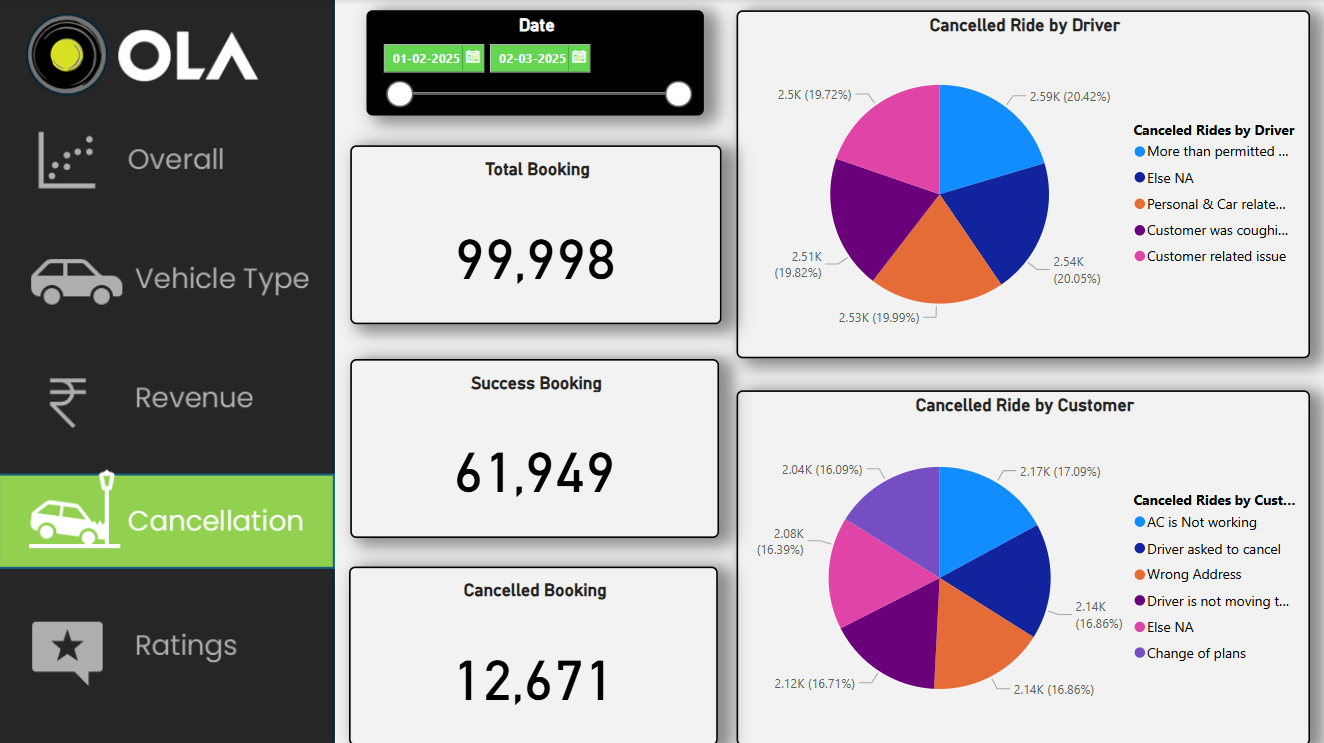 OLA
Overall
Vehicle Type
Revenue
Cancellation
Ratings
Date
01-02-2025
02-03-2025
Total Booking
99,998
Success Booking
61,949
Cancelled Booking
12,671
Cancelled Ride by Driver
2.5K (19.72%)
2.59K (20.42%)
2.51K
(19.82%)
2.54K
(20.05%)
2.53K (19.99%)
Canceled Rides by Driver
More than permitted ...
Else NA
Personal & Car relate...
Customer was coughi...
Customer related issue
Cancelled Ride by Customer
2.04K (16.09%)
2.17K (17.09%)
2.08K
(16.39%)
2.14K
(16.86%)
2.12K (16.71%)
2.14K (16.86%)
Canceled Rides by Cust...
AC is Not working
Driver asked to cancel
Wrong Address
Driver is not moving t...
Else NA
Change of plans